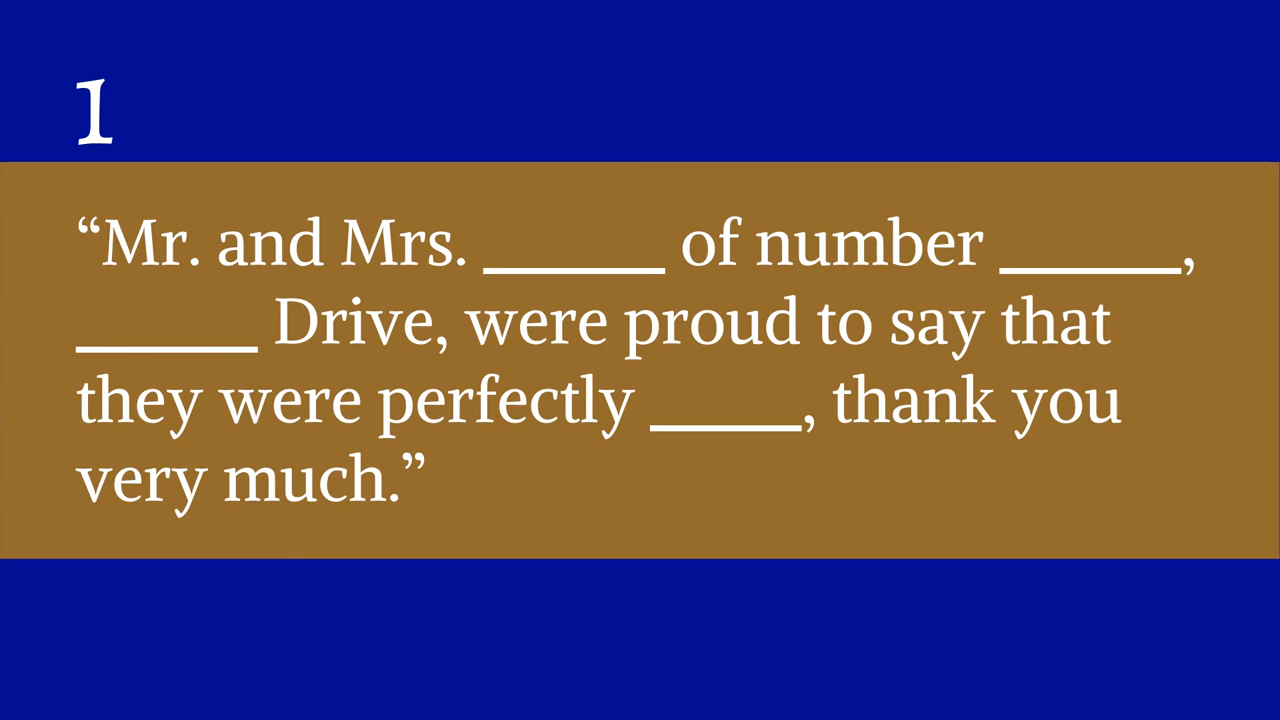 1
“Mr. and Mrs. ______ of number ______,
______ Drive, were proud to say that
they were perfectly _____, thank you
very much.”